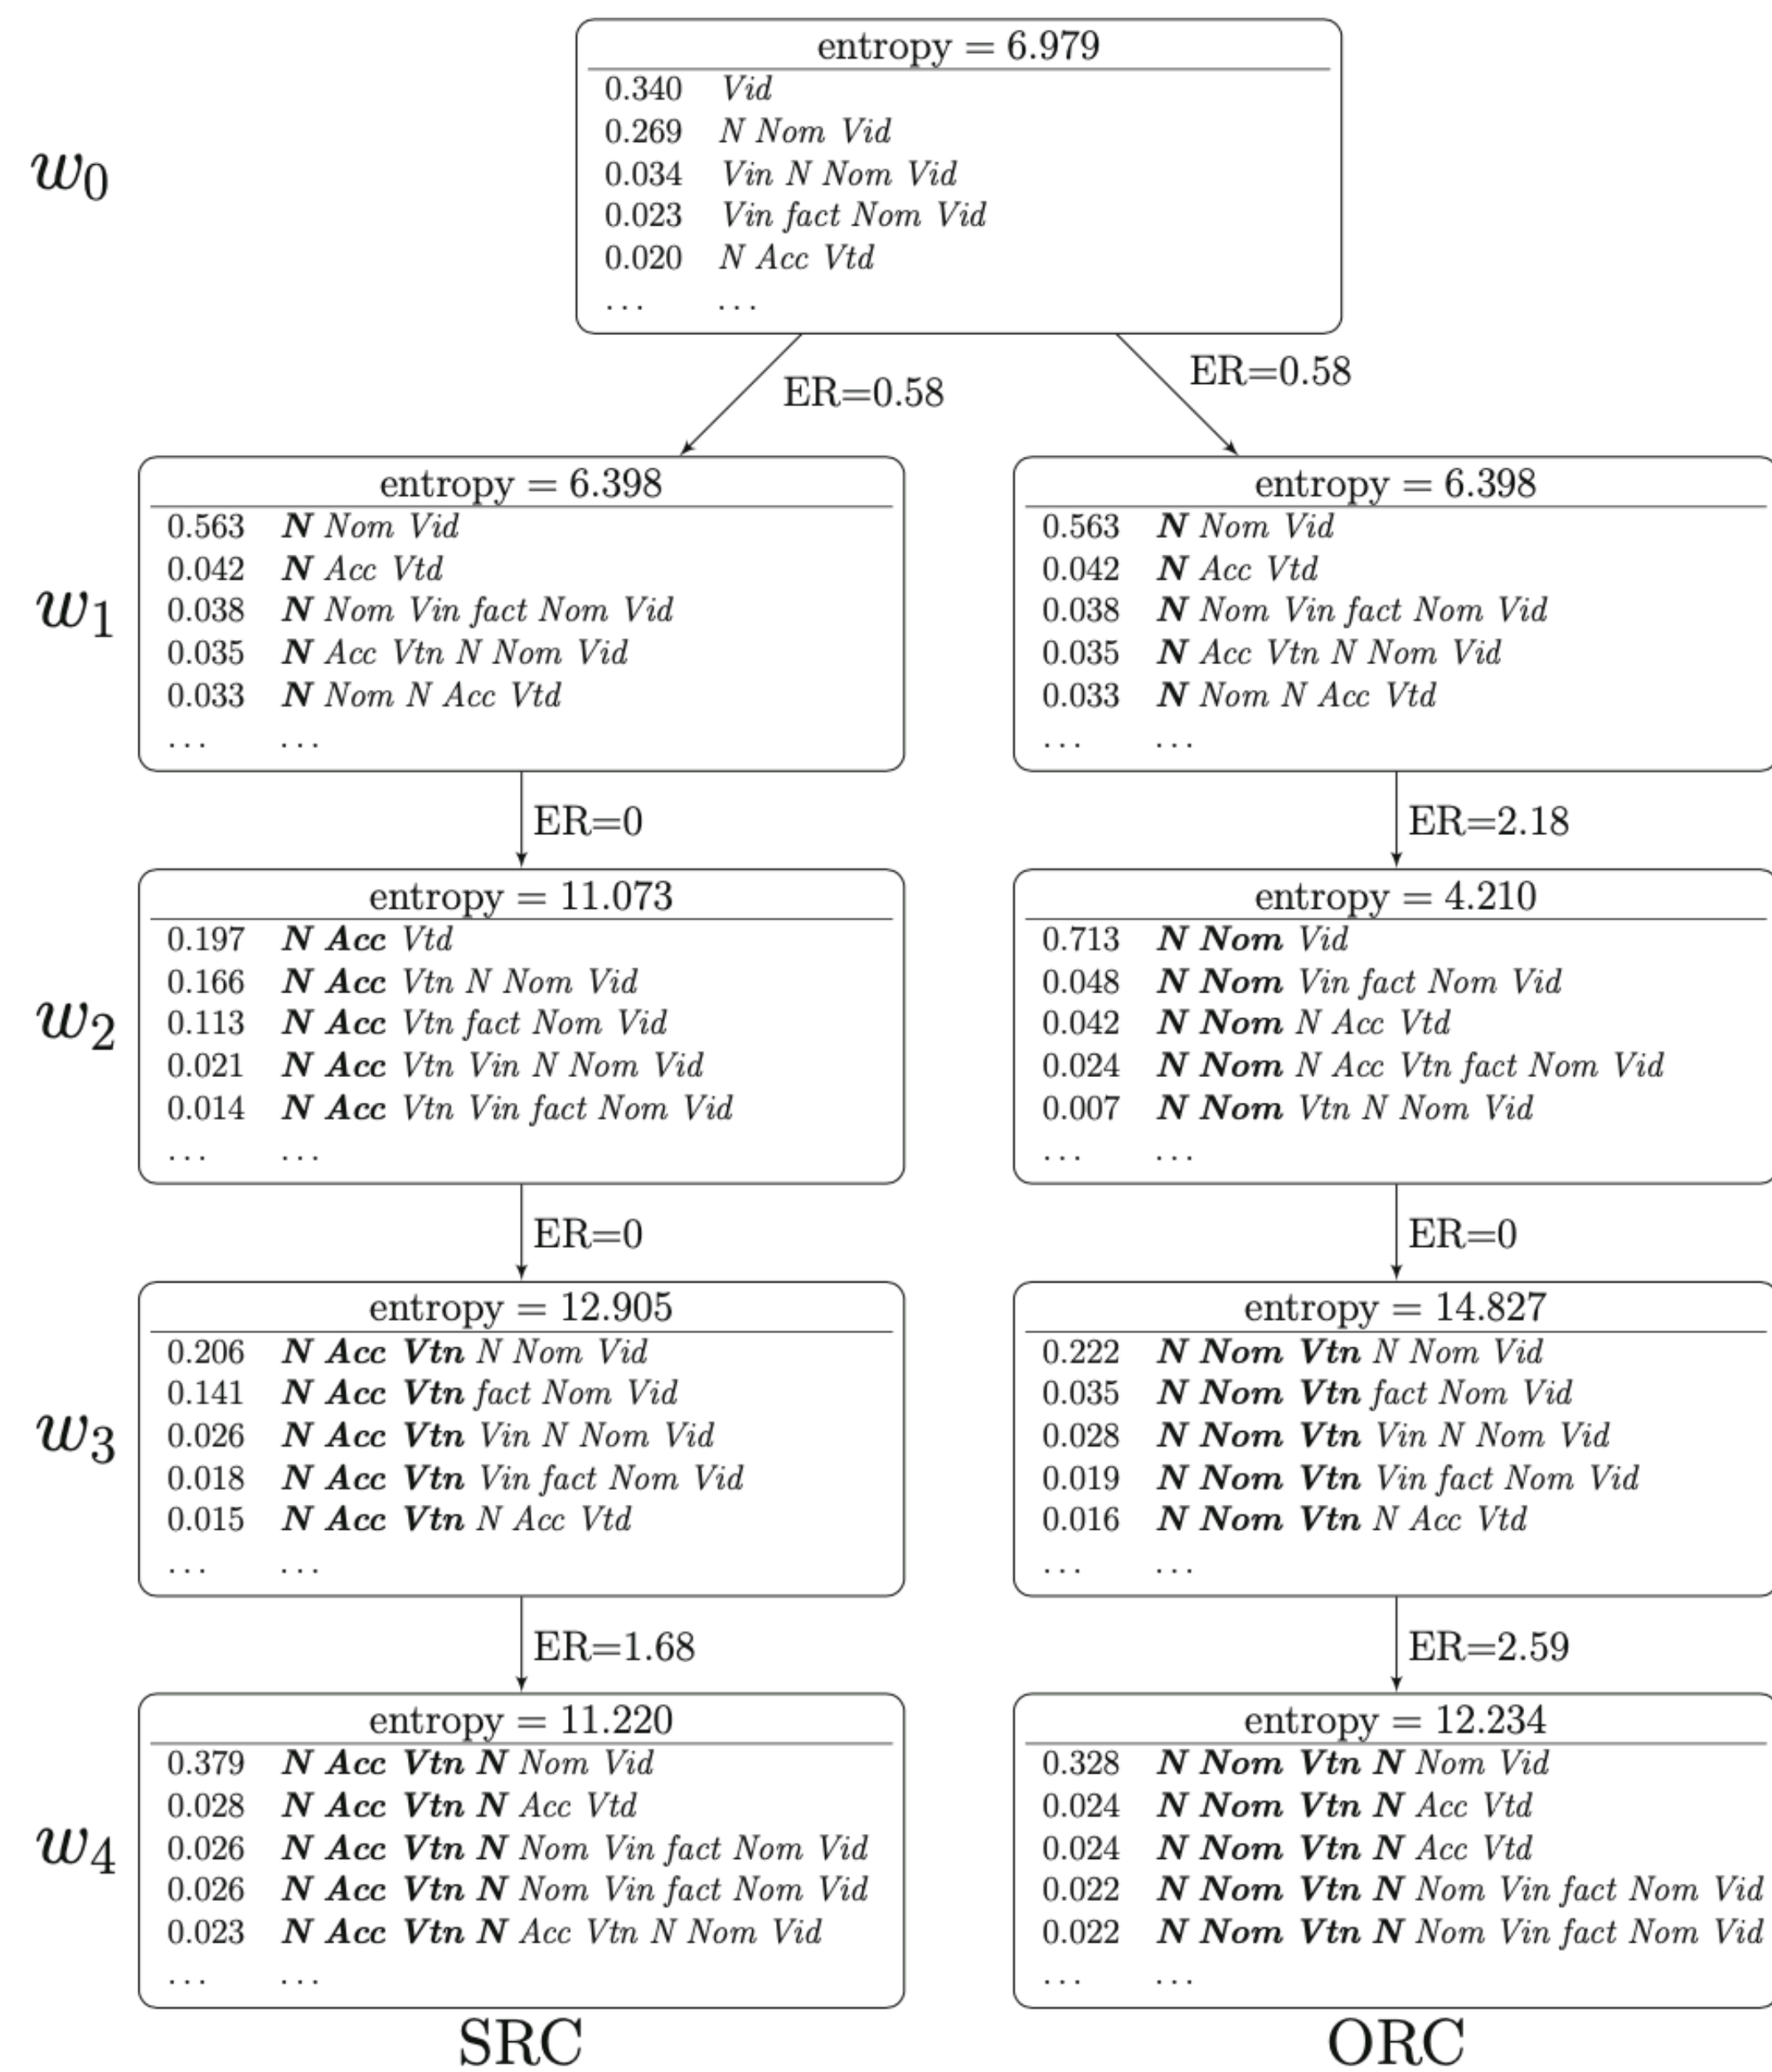 entropy = 6.979
0.340 Vid
0.269 N Nom Vid
w0
0.034 Vin N Nom Vid
0.023 Vin fact Nom Vid
0.020 N Acc Vtd
... ...
ER=0.58
ER=0.58
w1
entropy = 6.398
0.563 N Nom Vid
0.042 N Acc Vtd
0.038 N Nom Vin fact Nom Vid
0.035 N Acc Vtn N Nom Vid
0.033 N Nom N Acc Vtd
... ...
entropy = 6.398
0.563 N Nom Vid
0.042 N Acc Vtd
0.038 N Nom Vin fact Nom Vid
0.035 N Acc Vtn N Nom Vid
0.033 N Nom N Acc Vtd
... ...
ER=0
ER=2.18
w2
entropy = 11.073
0.197 N Acc Vtd
0.166 N Acc Vtn N Nom Vid
0.113 N Acc Vtn fact Nom Vid
0.021 N Acc Vtn Vin N Nom Vid
0.014 N Acc Vtn Vin fact Nom Vid
... ...
entropy = 4.210
0.713 N Nom Vid
0.048 N Nom Vin fact Nom Vid
0.042 N Nom N Acc Vtd
0.024 N Nom N Acc Vtn fact Nom Vid
0.007 N Nom Vtn N Nom Vid
... ...
ER=0
ER=0
w3
entropy = 12.905
0.206 N Acc Vtn N Nom Vid
0.141 N Acc Vtn fact Nom Vid
0.026 N Acc Vtn Vin N Nom Vid
0.018 N Acc Vtn Vin fact Nom Vid
0.015 N Acc Vtn N Acc Vtd
... ...
entropy = 14.827
0.222 N Nom Vtn N Nom Vid
0.035 N Nom Vtn fact Nom Vid
0.028 N Nom Vtn Vin N Nom Vid
0.019 N Nom Vtn Vin fact Nom Vid
0.016 N Nom Vtn N Acc Vtd
... ...
ER=1.68
ER=2.59
w4
entropy = 11.220
0.379 N Acc Vtn N Nom Vid
0.028 N Acc Vtn N Acc Vtd
0.026 N Acc Vtn N Nom Vin fact Nom Vid
0.026 N Acc Vtn N Nom Vin fact Nom Vid
0.023 N Acc Vtn N Acc Vtn N Nom Vid
... ...
entropy = 12.234
0.328 N Nom Vtn N Nom Vid
0.024 N Nom Vtn N Acc Vtd
0.024 N Nom Vtn N Acc Vtd
0.022 N Nom Vtn N Nom Vin fact Nom Vid
0.022 N Nom Vtn N Nom Vin fact Nom Vid
... ...
SRC
ORC